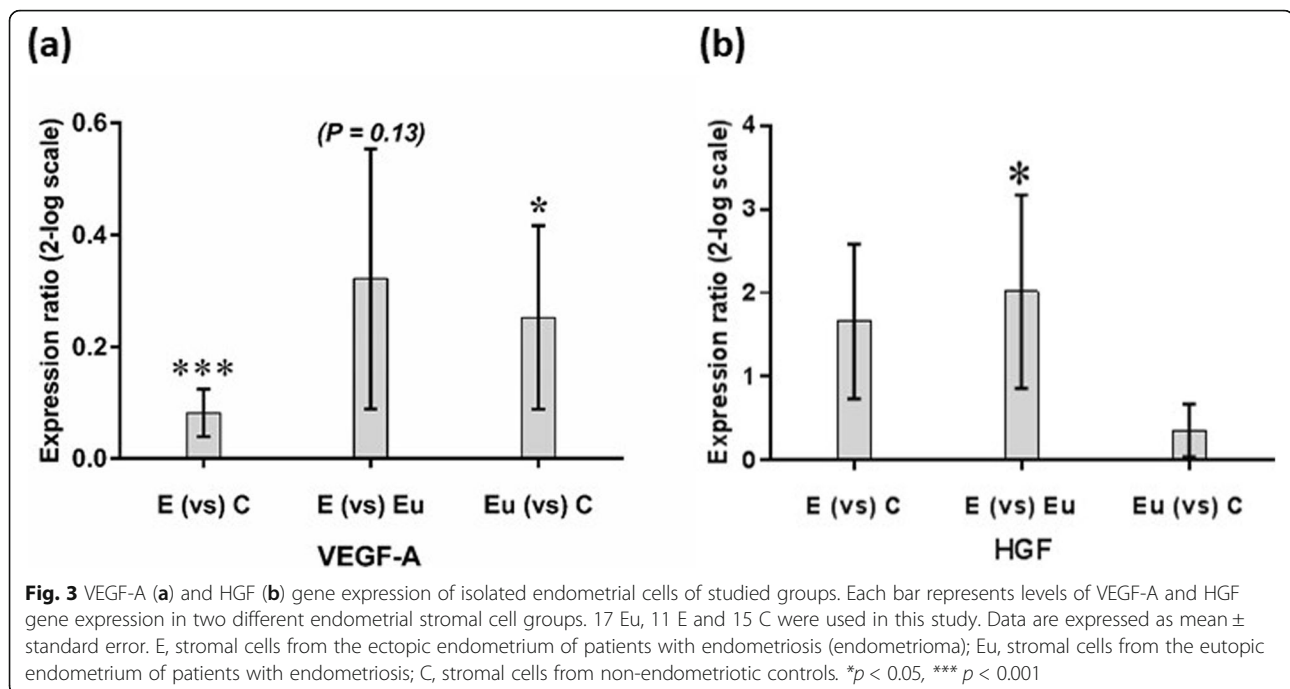 (a)
(b)
Expression ratio (2-log scale)
0.6
0.4
0.2
0.0
***
(P = 0.13)
*
E (vs) C
E (vs) Eu
Eu (vs) C
VEGF-A
Expression ratio (2-log scale)
4
3
2
1
0
*
E (vs) C
E (vs) Eu
Eu (vs) C
HGF
Fig. 3 VEGF-A (a) and HGF (b) gene expression of isolated endometrial cells of studied groups. Each bar represents levels of VEGF-A and HGF
gene expression in two different endometrial stromal cell groups. 17 Eu, 11 E and 15 C were used in this study. Data are expressed as mean ±
standard error. E, stromal cells from the ectopic endometrium of patients with endometriosis (endometrioma); Eu, stromal cells from the eutopic
endometrium of patients with endometriosis; C, stromal cells from non-endometriotic controls. *p < 0.05, *** p < 0.001